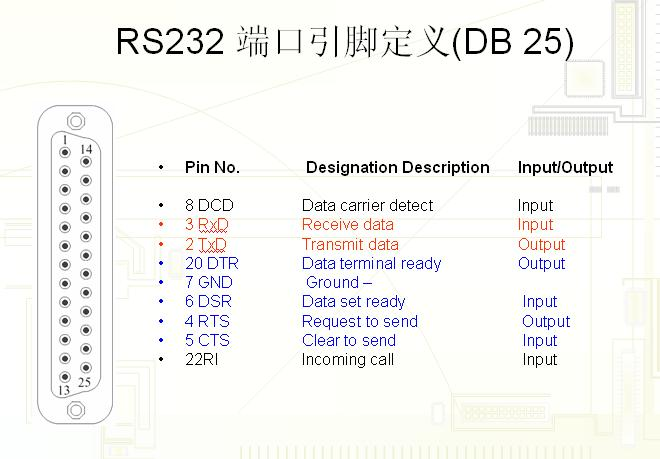 RS232 端口引脚定义(DB 25)
1
14
13
25
• Pin No. Designation Description Input/Output
• 8 DCD Data carrier detect Input
• 3 RxD Receive data Input
• 2 TxD Transmit data Output
• 20 DTR Data terminal ready Output
• 7 GND Ground –
• 6 DSR Data set ready Input
• 4 RTS Request to send Output
• 5 CTS Clear to send Input
• 22RI Incoming call Input